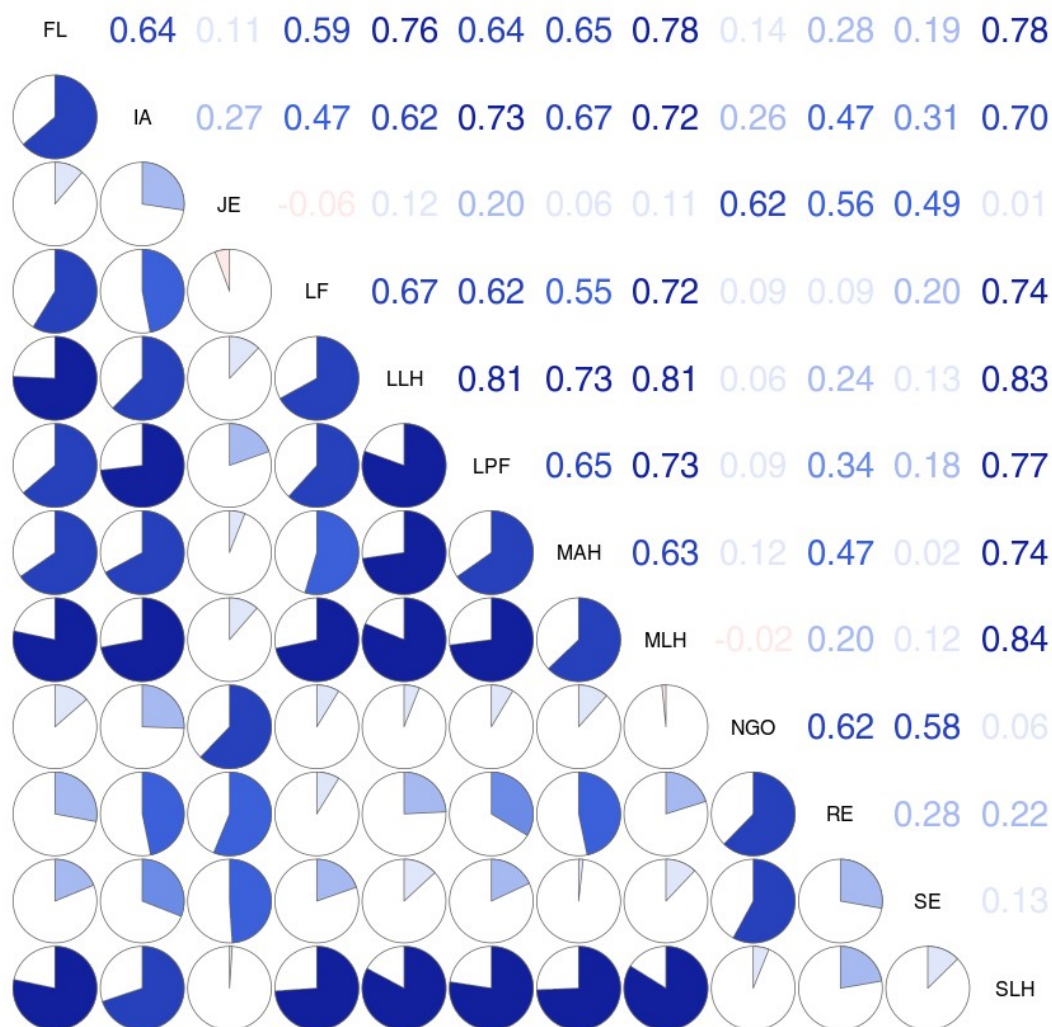 FL 0.64 0.11 0.59 0.76 0.64 0.65 0.78 0.14 0.28 0.19 0.78
IA 0.27 0.47 0.62 0.73 0.67 0.72 0.26 0.47 0.31 0.70
JE -0.06 0.12 0.20 0.06 0.11 0.62 0.56 0.49 0.01
LF 0.67 0.62 0.55 0.72 0.09 0.09 0.20 0.74
LLH 0.81 0.73 0.81 0.06 0.24 0.13 0.83
LPF 0.65 0.73 0.09 0.34 0.18 0.77
MAH 0.63 0.12 0.47 0.02 0.74
MLH -0.02 0.20 0.12 0.84
NGO 0.62 0.58 0.06
RE 0.28 0.22
SE 0.13
SLH